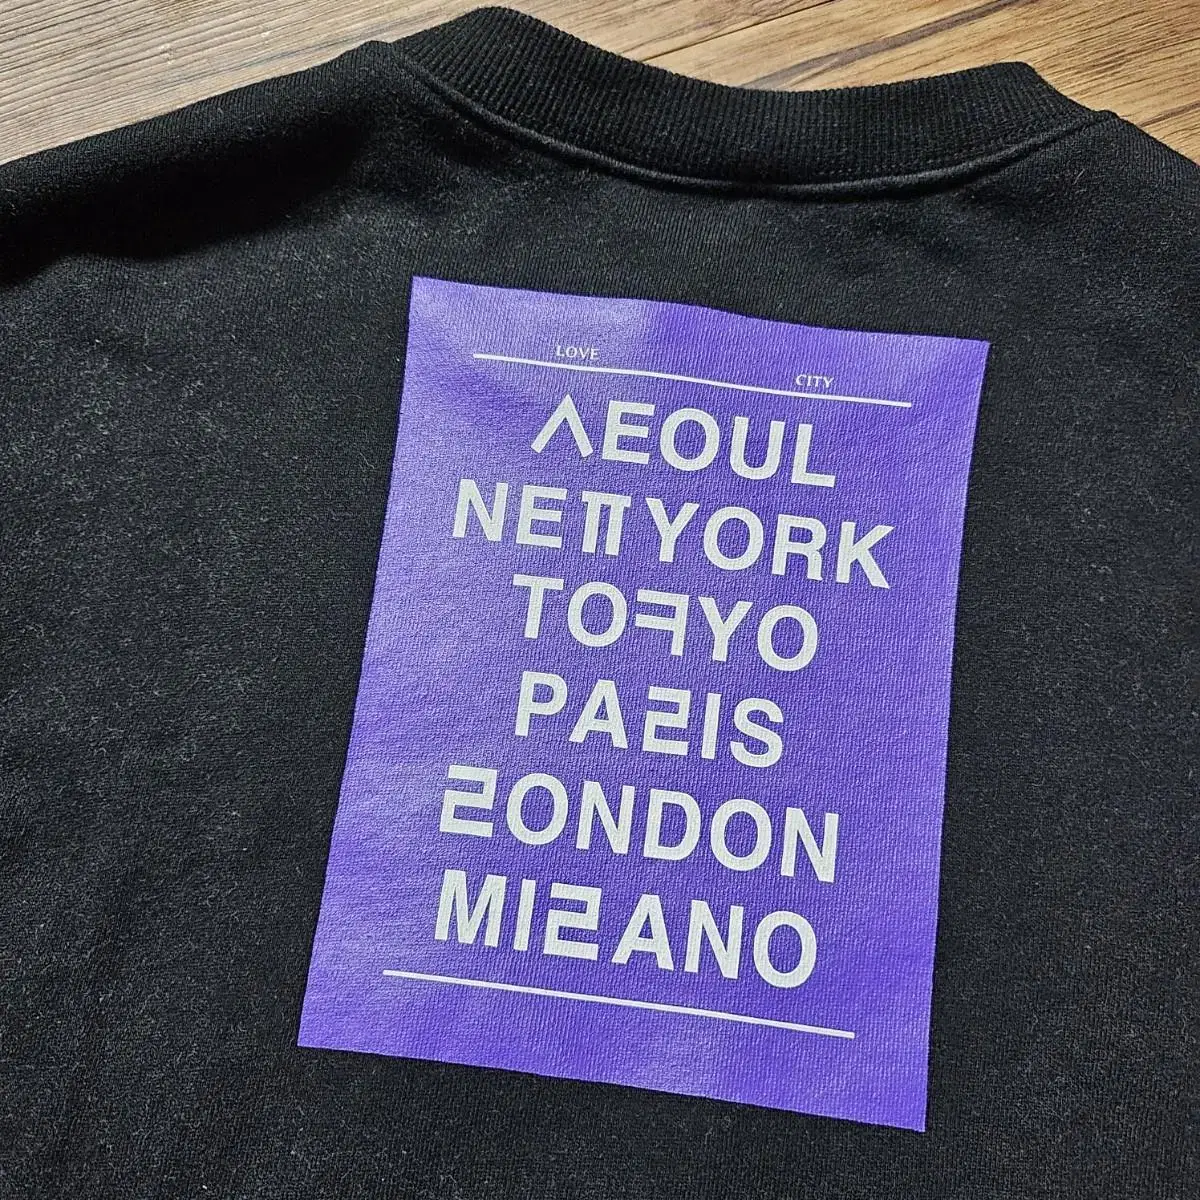 LOVE
CITY
ㅅEOUL
NEㅠYORK
TOㅋYO
PAㄹIS
ㄹONDON
MIㄹANO